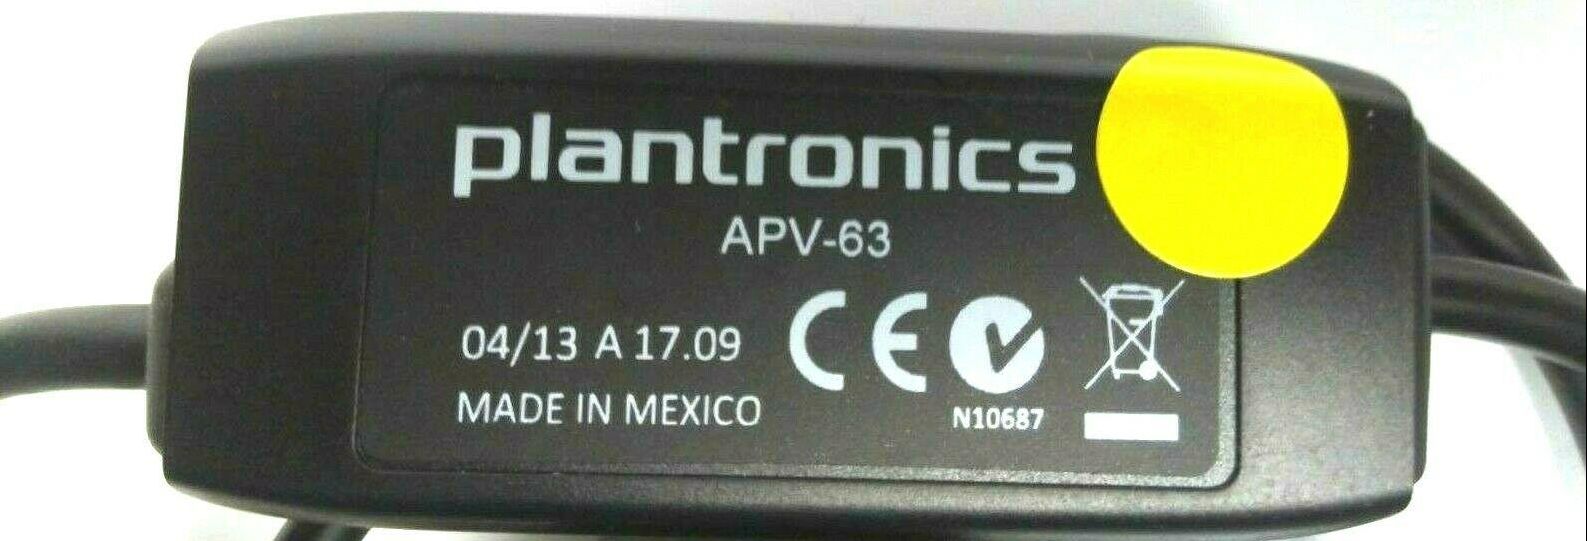 plantronics
APV-63
04/13 A 17.09
MADE IN MEXICO
CE
N10687